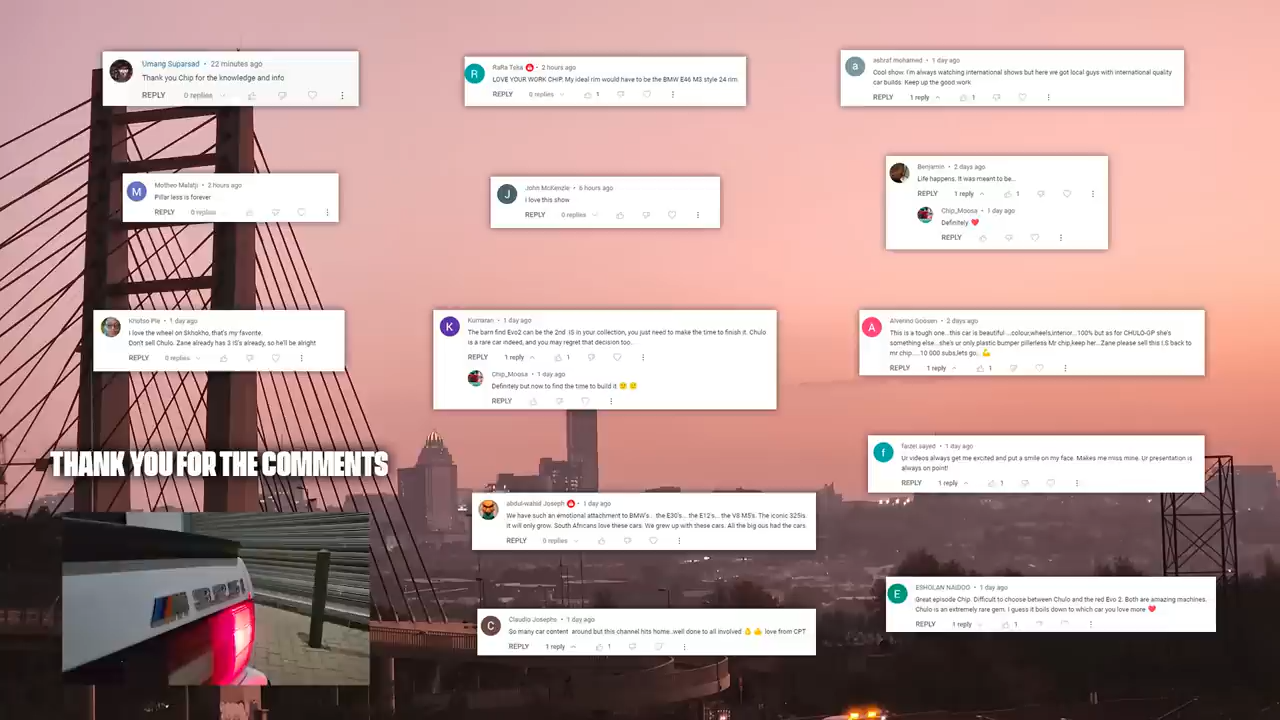 Umang Suparsad • 22 minutes ago
Thank you Chip for the knowledge and info
REPLY 0 replies
Motheo Malatji • 2 hours ago
Pillar less is forever
REPLY 0 replies
Khotso Pie • 1 day ago
I love the wheel on Skhokho, that's my favorite.
Don't sell Chulo. Zane already has 3 IS's already, so he'll be alright
REPLY 0 replies
THANK YOU FOR THE COMMENTS
325i
RaRa Tska • 2 hours ago
LOVE YOUR WORK CHIP. My ideal rim would have to be the BMW E46 M3 style 24 rim.
REPLY 0 replies 1
John McKenzie • 6 hours ago
I love this show
REPLY 0 replies
Kumaran • 1 day ago
The barn find Evo2 can be the 2nd IS in your collection, you just need to make the time to finish it. Chulo
is a rare car indeed, and you may regret that decision too..
REPLY 1 reply 1
Chip_Moosa • 1 day ago
Definitely but now to find the time to build it
REPLY
abdul-wahid Joseph • 1 day ago
We have such an emotional attachment to BMW's... the E30's... the E12's... the V8 M5's. The iconic 325is.
it will only grow. South Africans love these cars. We grew up with these cars. All the big ous had the cars
REPLY 0 replies
Claudio Josephs • 1 day ago
So many car content around but this channel hits home..well done to all involved 👌 👍 love from CPT
REPLY 1 reply 1
ashraf mohamed • 1 day ago
Cool show. I'm always watching international shows but here we got local guys with international quality
car builds. Keep up the good work
REPLY 1 reply 1
Benjamin • 2 days ago
Life happens. It was meant to be...
REPLY 1 reply 1
Chip_Moosa • 1 day ago
Definitely ❤️
REPLY
Alverino Goosen • 2 days ago
This is a tough one...this car is beautiful ...colour,wheels,interior...100% but as for CHULO-GP she's
something else...she's ur only plastic bumper pillerless Mr chip,keep her...Zane please sell this I.S back to
mr chip.....10 000 subs,lets go.. 💪
REPLY 1 reply 1
faizel sayed • 1 day ago
Ur videos always get me excited and put a smile on my face. Makes me miss mine. Ur presentation is
always on point!
REPLY 1 reply 1
ESHOLAN NAIDOO • 1 day ago
Great episode Chip. Difficult to choose between Chulo and the red Evo 2. Both are amazing machines.
Chulo is an extremely rare gem. I guess it boils down to which car you love more ❤️
REPLY 1 reply 1